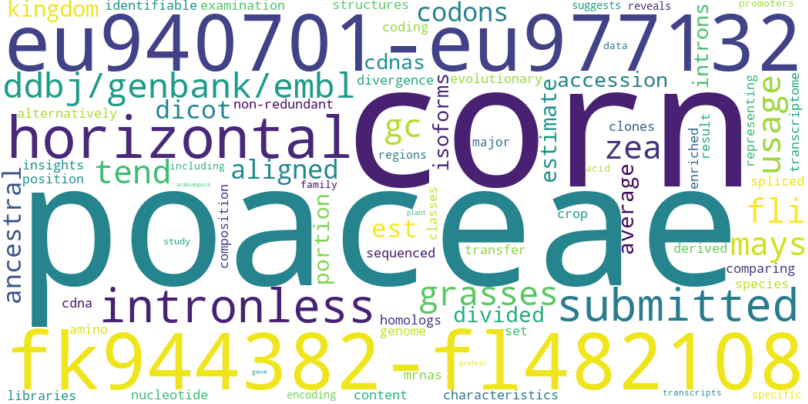 kingdom identifiable examination structures codons suggests reveals promoters
eu940701-eu977132
coding cdnas introns data
ddbj/genbank/embl divergence evolutionary accession
alternatively dicot non-redundant isoforms estimate representing usage transcriptome
horizontal corn gc clones major zea regions enriched result
insights position tend including aligned acid spliced
ancestral poaceae arabidopsis family composition portion est classes plant crop average species fli
study sequenced transfer derived mays
comparing species
cdna intronless grasses submitted
homologs divided
amino genome set
fk944382-fl482108
gene mrnas protein
libraries nucleotide encoding content characteristics transcripts specific